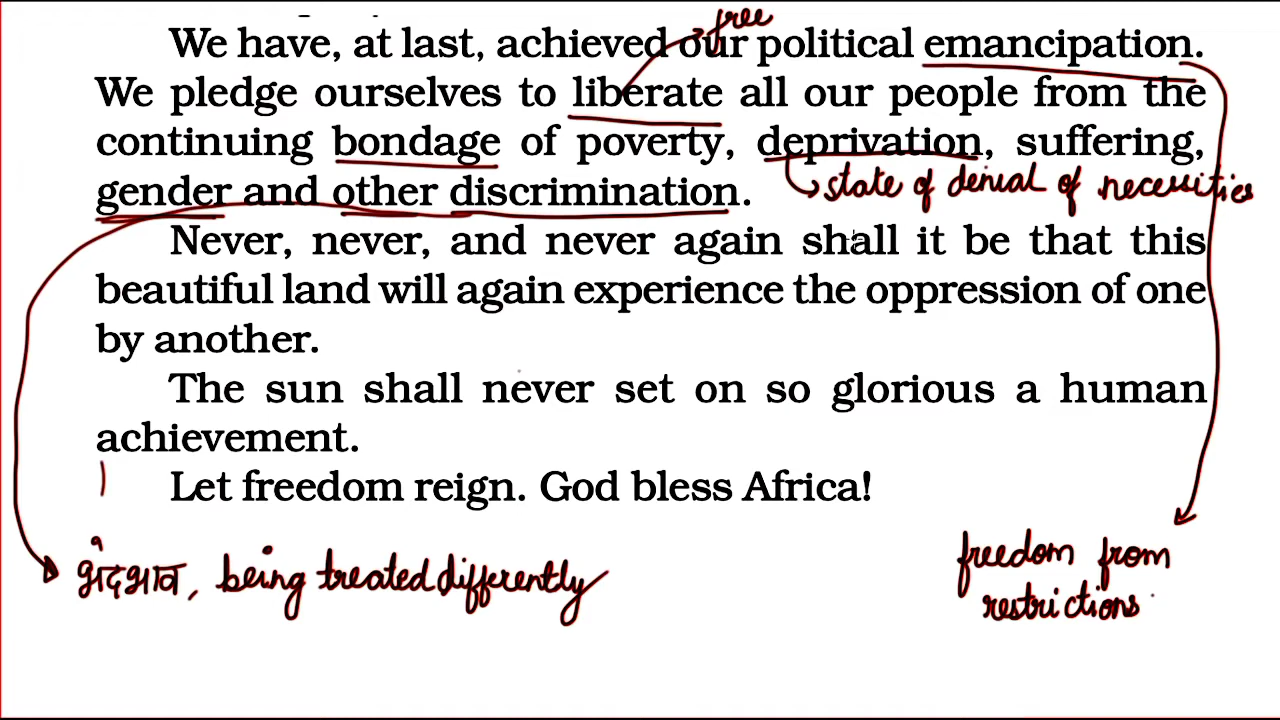 free
We have, at last, achieved our political emancipation.
We pledge ourselves to liberate all our people from the
continuing bondage of poverty, deprivation, suffering,
state of denial of necessities
gender and other discrimination.
Never, never, and never again shall it be that this
beautiful land will again experience the oppression of one
by another.
The sun shall never set on so glorious a human
achievement.
Let freedom reign. God bless Africa!
भेदभाव, being treated differently
freedom from
restrictions